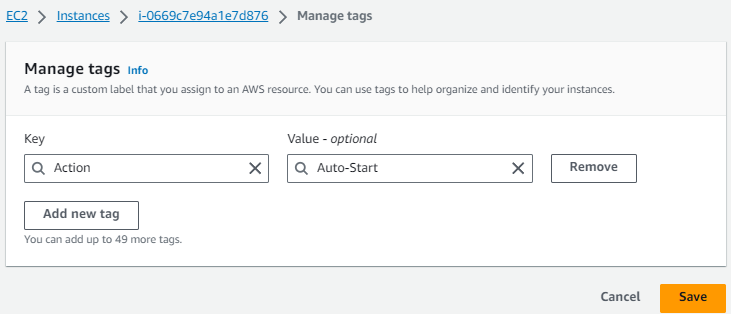 EC2 > Instances > i-0669c7e94a1e7d876 > Manage tags
Manage tags Info
A tag is a custom label that you assign to an AWS resource. You can use tags to help organize and identify your instances.
Key Value - optional
Action Auto-Start Remove
Add new tag
You can add up to 49 more tags.
Cancel Save